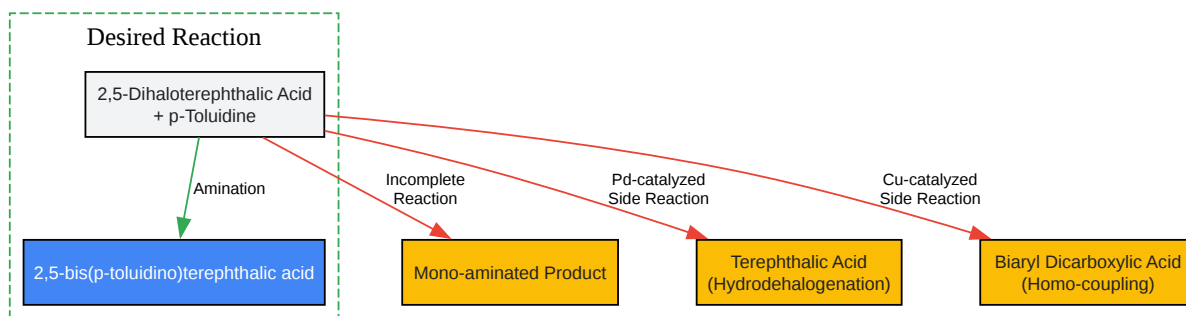 Desired Reaction
2,5-Dihaloterephthalic Acid
+ p-Toluidine
Amination
Incomplete
Reaction
Pd-catalyzed
Side Reaction
Cu-catalyzed
Side Reaction
2,5-bis(p-toluidino)terephthalic acid
Mono-aminated Product
Terephthalic Acid
(Hydrodehalogenation)
Biaryl Dicarboxylic Acid
(Homo-coupling)